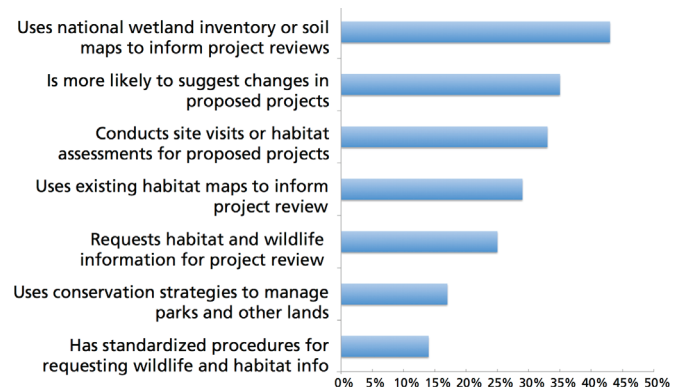 Uses national wetland inventory or soil
maps to inform project reviews
Is more likely to suggest changes in
proposed projects
Conducts site visits or habitat
assessments for proposed projects
Uses existing habitat maps to inform
project review
Requests habitat and wildlife
information for project review
Uses conservation strategies to manage
parks and other lands
Has standardized procedures for
requesting wildlife and habitat info
0% 5% 10% 15% 20% 25% 30% 35% 40% 45% 50%